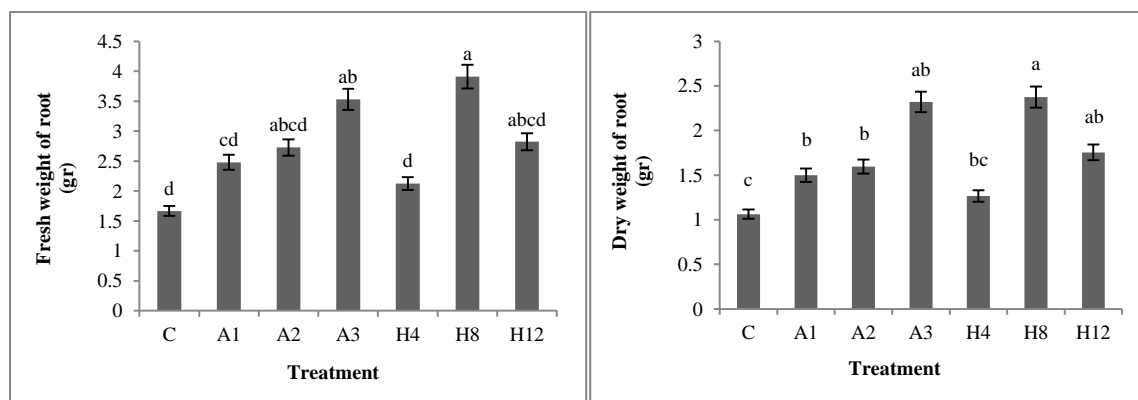 Fresh weight of root
(gr)
4.5
4
3.5
3
2.5
2
1.5
1
0.5
0
d
cd
abcd
ab
d
a
abcd
C A1 A2 A3 H4 H8 H12
Treatment
Dry weight of root
(gr)
3
2.5
2
1.5
1
0.5
0
c
b
b
ab
bc
a
ab
C A1 A2 A3 H4 H8 H12
Treatment